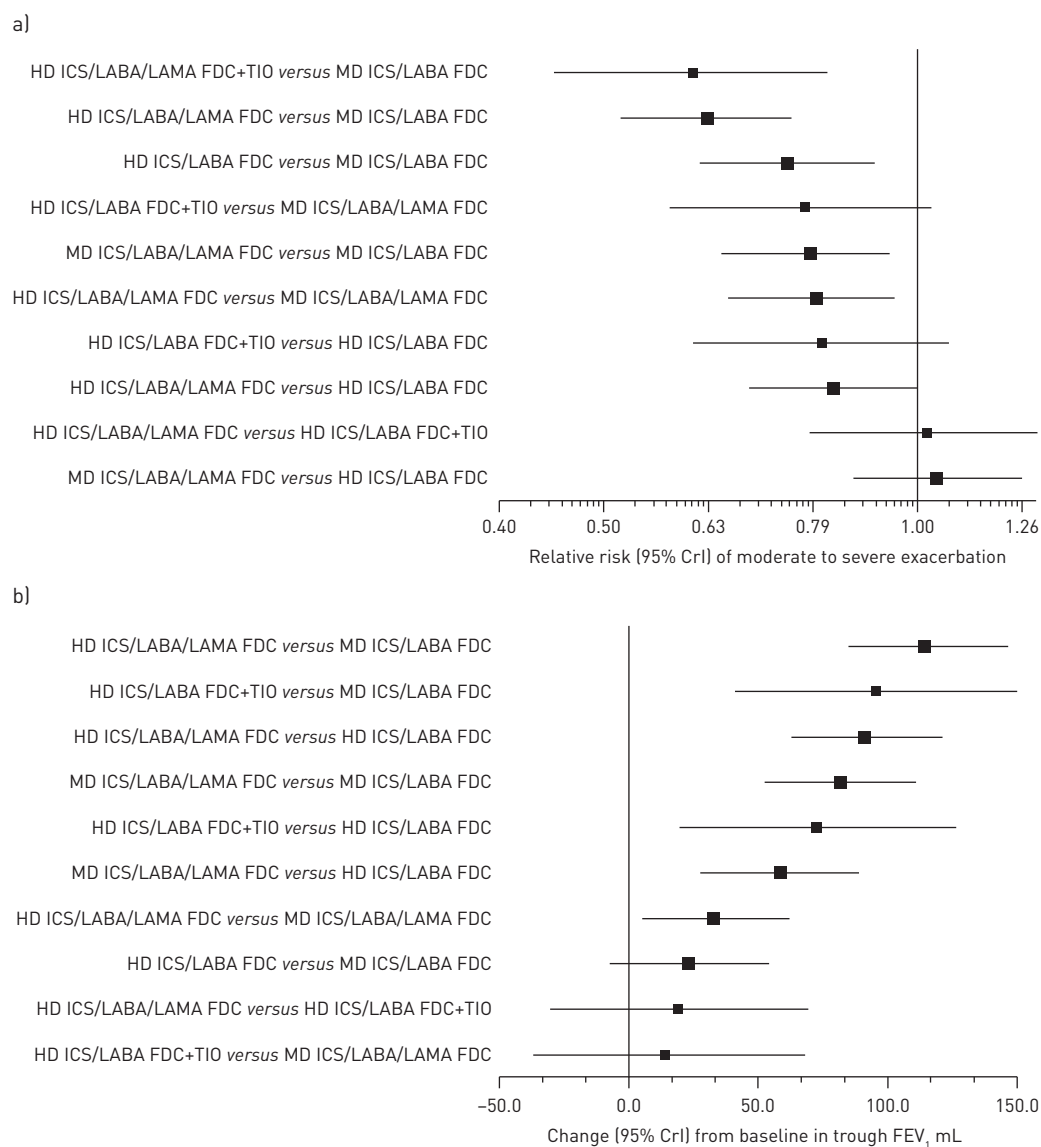 a)
HD ICS/LABA/LAMA FDC+TIO versus MD ICS/LABA FDC
HD ICS/LABA/LAMA FDC versus MD ICS/LABA FDC
HD ICS/LABA FDC versus MD ICS/LABA FDC
HD ICS/LABA FDC+TIO versus MD ICS/LABA/LAMA FDC
MD ICS/LABA/LAMA FDC versus MD ICS/LABA FDC
HD ICS/LABA/LAMA FDC versus MD ICS/LABA/LAMA FDC
HD ICS/LABA FDC+TIO versus HD ICS/LABA FDC
HD ICS/LABA/LAMA FDC versus HD ICS/LABA FDC
HD ICS/LABA/LAMA FDC versus HD ICS/LABA FDC+TIO
MD ICS/LABA/LAMA FDC versus HD ICS/LABA FDC
0.40 0.50 0.63 0.79 1.00 1.26
Relative risk (95% CrI) of moderate to severe exacerbation
b)
HD ICS/LABA/LAMA FDC versus MD ICS/LABA FDC
HD ICS/LABA FDC+TIO versus MD ICS/LABA FDC
HD ICS/LABA/LAMA FDC versus HD ICS/LABA FDC
MD ICS/LABA/LAMA FDC versus MD ICS/LABA FDC
HD ICS/LABA FDC+TIO versus HD ICS/LABA FDC
MD ICS/LABA/LAMA FDC versus HD ICS/LABA FDC
HD ICS/LABA/LAMA FDC versus MD ICS/LABA/LAMA FDC
HD ICS/LABA FDC versus MD ICS/LABA FDC
HD ICS/LABA/LAMA FDC versus HD ICS/LABA FDC+TIO
HD ICS/LABA FDC+TIO versus MD ICS/LABA/LAMA FDC
−50.0 0.0 50.0 100.0 150.0
Change (95% CrI) from baseline in trough FEV₁ mL